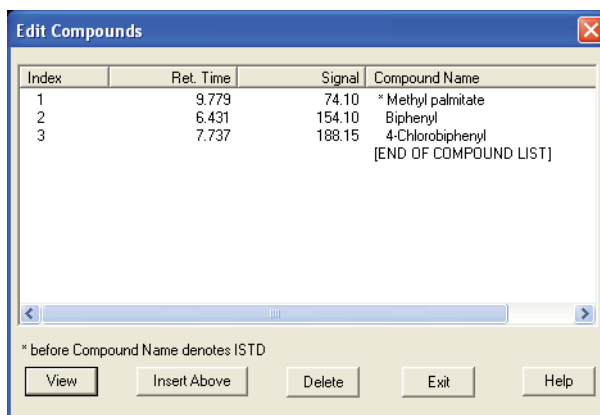 Edit Compounds
Index Ret. Time Signal Compound Name
1 9.779 74.10 * Methyl palmitate
2 6.431 154.10 Biphenyl
3 7.737 188.15 4-Chlorobiphenyl
[END OF COMPOUND LIST]
* before Compound Name denotes ISTD
View Insert Above Delete Exit Help